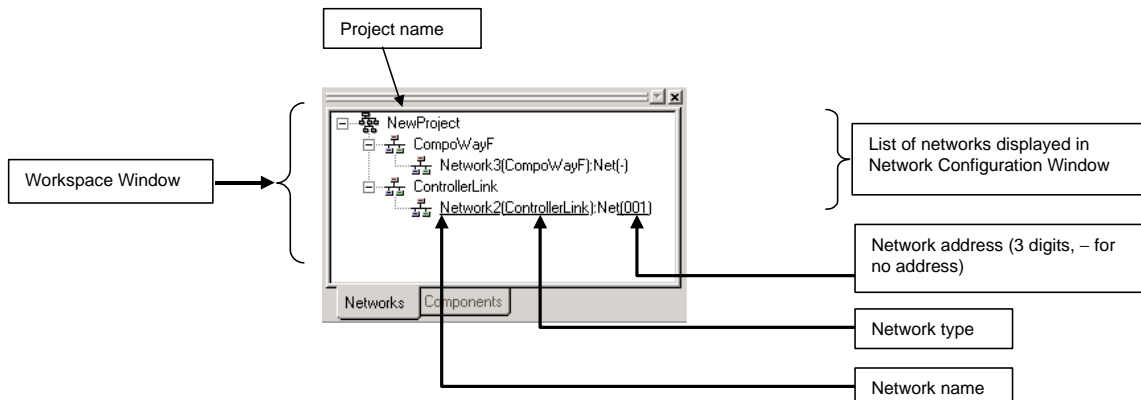 Project name
NewProject
CompoWayF
Network3(CompoWayF):Net(-)
ControllerLink
Network2(ControllerLink):Net(001)
Networks
Components
Workspace Window
List of networks displayed in
Network Configuration Window
Network address (3 digits, – for
no address)
Network type
Network name